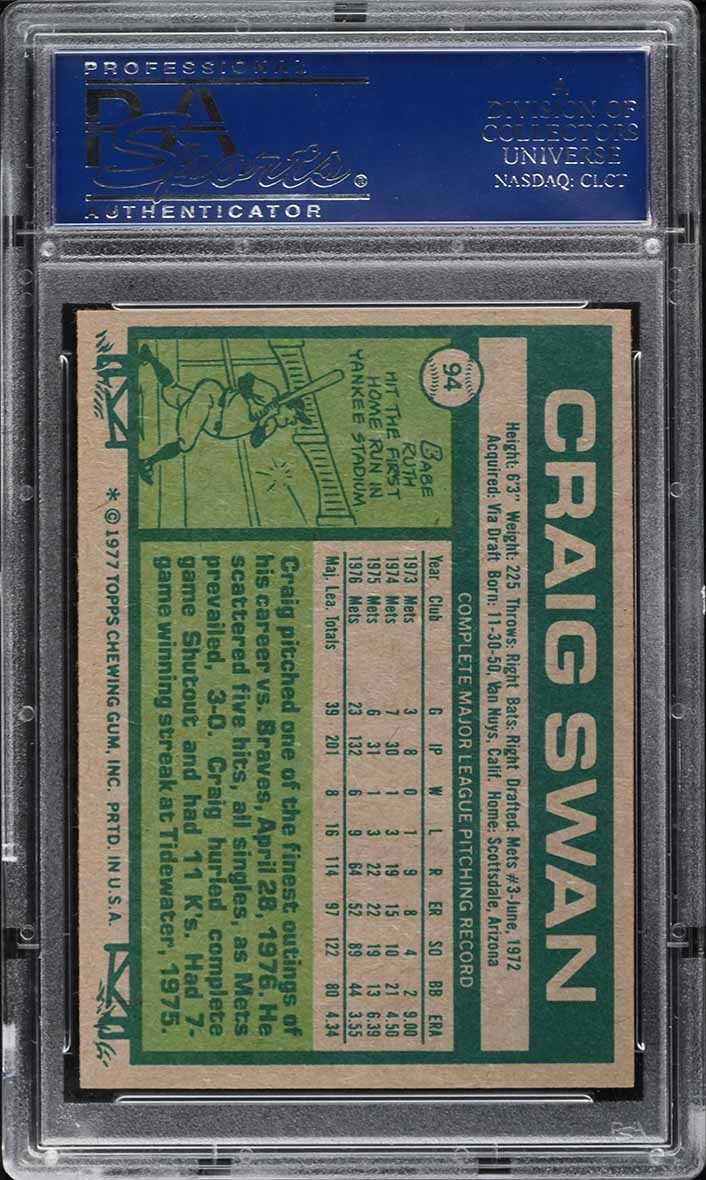 PROFESSIONAL
PSA
Sports®
AUTHENTICATOR
A
DIVISION OF
COLLECTORS
UNIVERSE
NASDAQ: CLCT
CRAIG SWAN
94
Height: 6'3" Weight: 225 Throws: Right Bats: Right Drafted: Mets #3-June, 1972
Acquired: Via Draft Born: 11-30-50, Van Nuys, Calif. Home: Scottsdale, Arizona
COMPLETE MAJOR LEAGUE PITCHING RECORD
Year Club G IP W L R ER SO BB ERA
1973 Mets 3 8 0 1 9 8 4 2 9.00
1974 Mets 7 30 1 3 19 15 10 21 4.50
1975 Mets 6 31 1 3 22 22 19 13 6.39
1976 Mets 23 132 6 9 64 52 89 44 3.55
Maj. Lea. Totals 39 201 8 16 114 97 122 80 4.34
BABE
RUTH
HIT THE FIRST
HOME RUN IN
YANKEE STADIUM
Craig pitched one of the finest outings of
his career vs. Braves, April 28, 1976. He
scattered five hits, all singles, as Mets
prevailed, 3-0. Craig hurled complete
game Shutout and had 11 K's. Had 7-
game winning streak at Tidewater, 1975.
* © 1977 TOPPS CHEWING GUM, INC. PRTD. IN U.S.A.
PSA